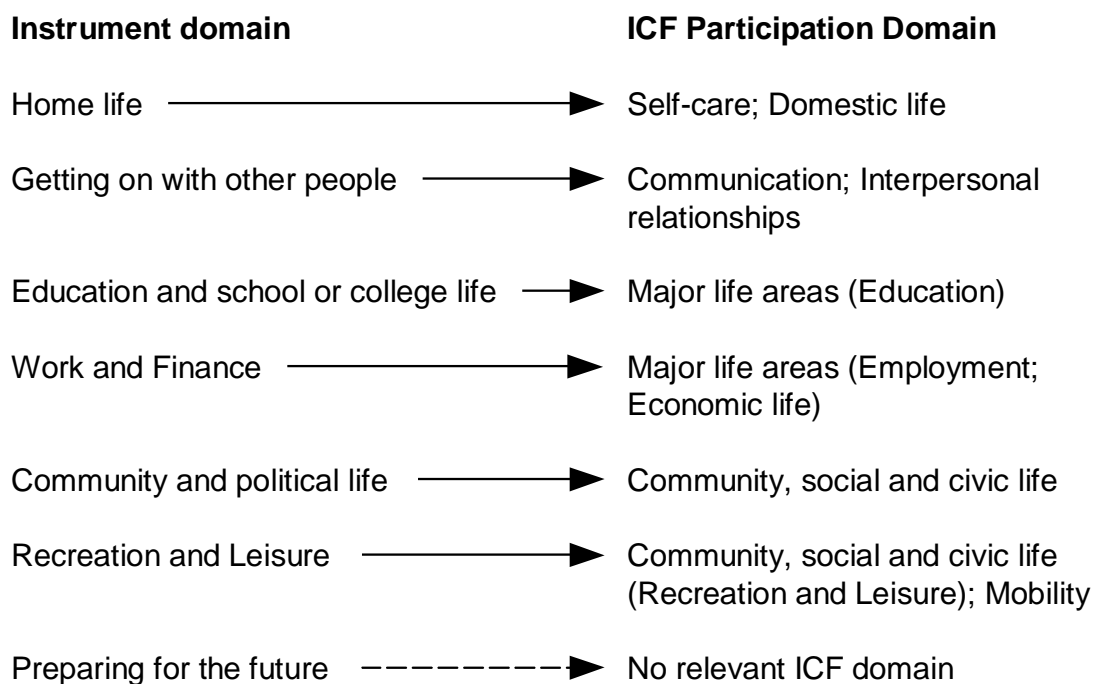 Instrument domain ICF Participation Domain
Home life Self-care; Domestic life
Getting on with other people Communication; Interpersonal
relationships
Education and school or college life Major life areas (Education)
Work and Finance Major life areas (Employment;
Economic life)
Community and political life Community, social and civic life
Recreation and Leisure Community, social and civic life
(Recreation and Leisure); Mobility
Preparing for the future No relevant ICF domain